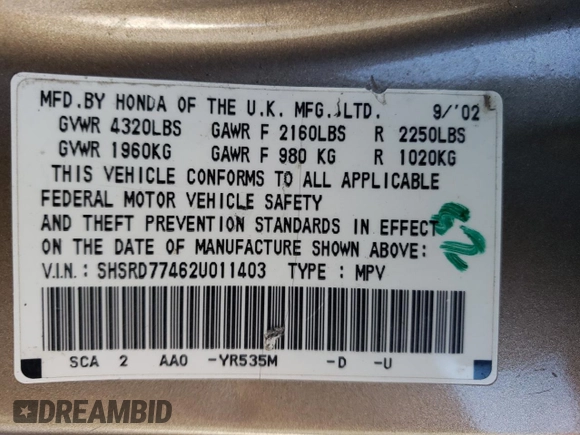 MFD.BY HONDA OF THE U.K. MFG.,LTD. 9/'02
GVWR 4320LBS GAWR F 2160LBS R 2250LBS
GVWR 1960KG GAWR F 980 KG R 1020KG
THIS VEHICLE CONFORMS TO ALL APPLICABLE
FEDERAL MOTOR VEHICLE SAFETY
AND THEFT PREVENTION STANDARDS IN EFFECT
ON THE DATE OF MANUFACTURE SHOWN ABOVE:
V.I.N.: SHSRD77462U011403 TYPE : MPV
SCA 2 AA0 -YR535M -D -U
DREAMBID